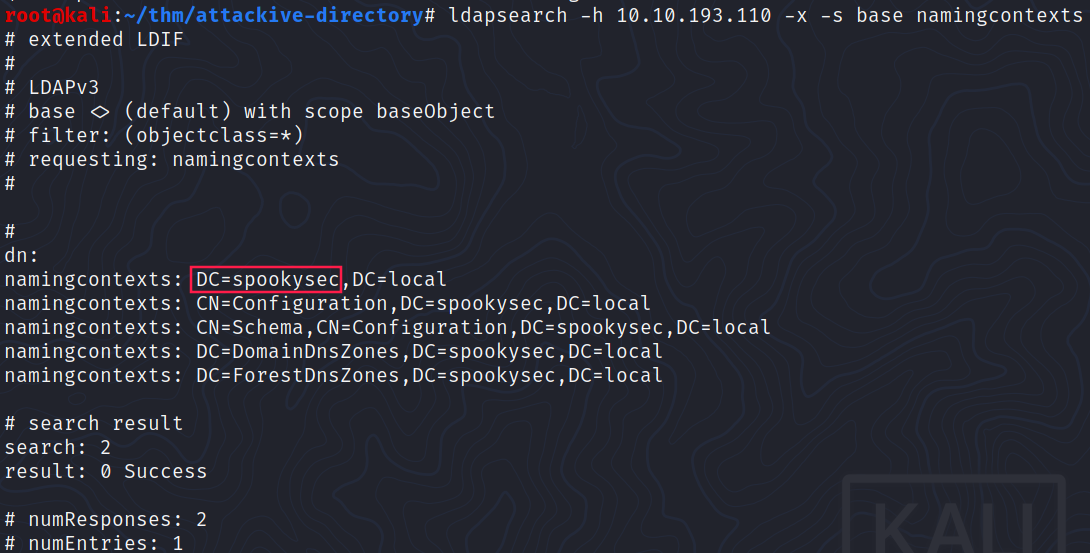 root@kali:~/thm/attackive-directory# ldapsearch -h 10.10.193.110 -x -s base namingcontexts
# extended LDIF
#
# LDAPv3
# base <> (default) with scope baseObject
# filter: (objectclass=*)
# requesting: namingcontexts
#

#
dn:
namingcontexts: DC=spookysec,DC=local
namingcontexts: CN=Configuration,DC=spookysec,DC=local
namingcontexts: CN=Schema,CN=Configuration,DC=spookysec,DC=local
namingcontexts: DC=DomainDnsZones,DC=spookysec,DC=local
namingcontexts: DC=ForestDnsZones,DC=spookysec,DC=local

# search result
search: 2
result: 0 Success

# numResponses: 2
# numEntries: 1
KALI